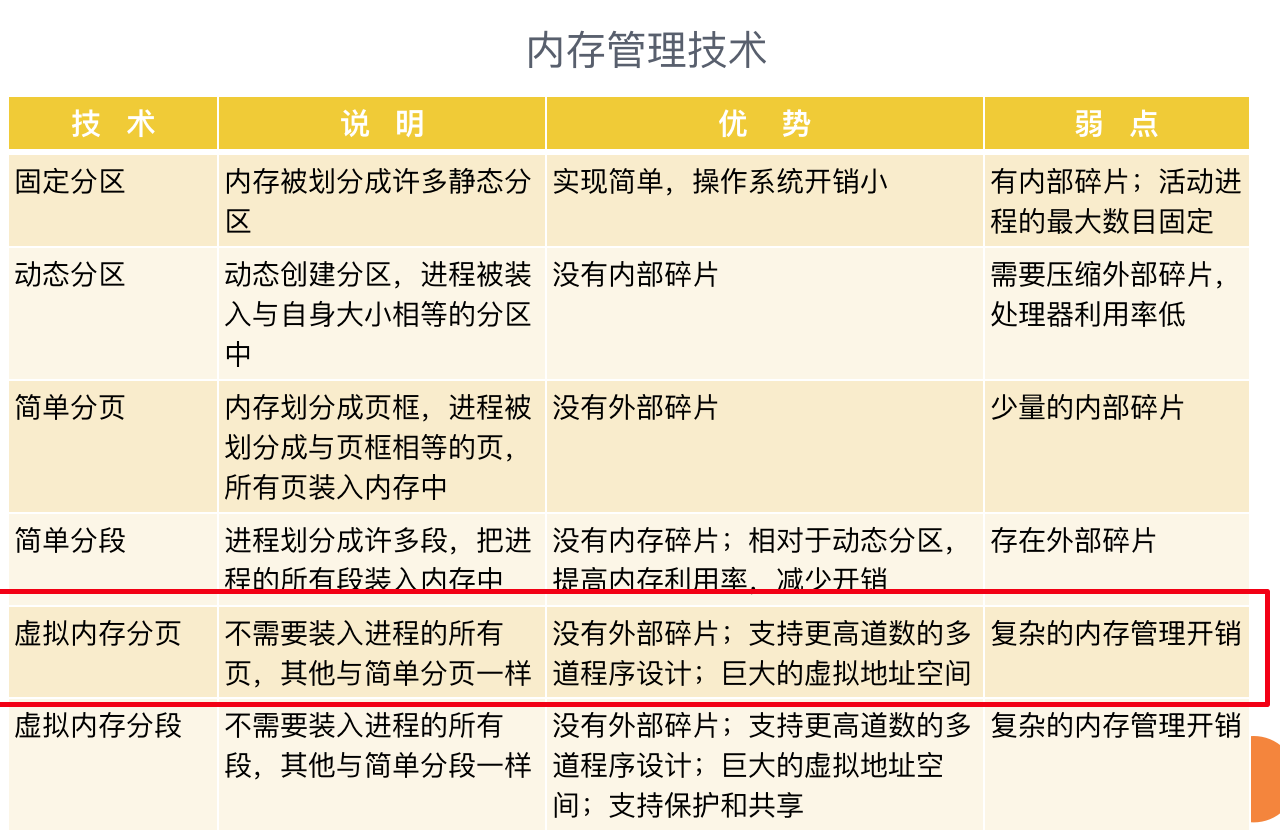 内存管理技术
技 术 说 明 优 势 弱 点
固定分区
内存被划分成许多静态分
区
实现简单，操作系统开销小
有内部碎片；活动进
程的最大数目固定
动态分区
动态创建分区，进程被装
入与自身大小相等的分区
中
没有内部碎片
需要压缩外部碎片，
处理器利用率低
简单分页
内存划分成页框，进程被
划分成与页框相等的页，
所有页装入内存中
没有外部碎片
少量的内部碎片
简单分段
进程划分成许多段，把进
程的所有段装入内存中
没有内存碎片；相对于动态分区，
提高内存利用率，减少开销
存在外部碎片
虚拟内存分页
不需要装入进程的所有
页，其他与简单分页一样
没有外部碎片；支持更高道数的多
道程序设计；巨大的虚拟地址空间
复杂的内存管理开销
虚拟内存分段
不需要装入进程的所有
段，其他与简单分段一样
没有外部碎片；支持更高道数的多
道程序设计；巨大的虚拟地址空
间；支持保护和共享
复杂的内存管理开销